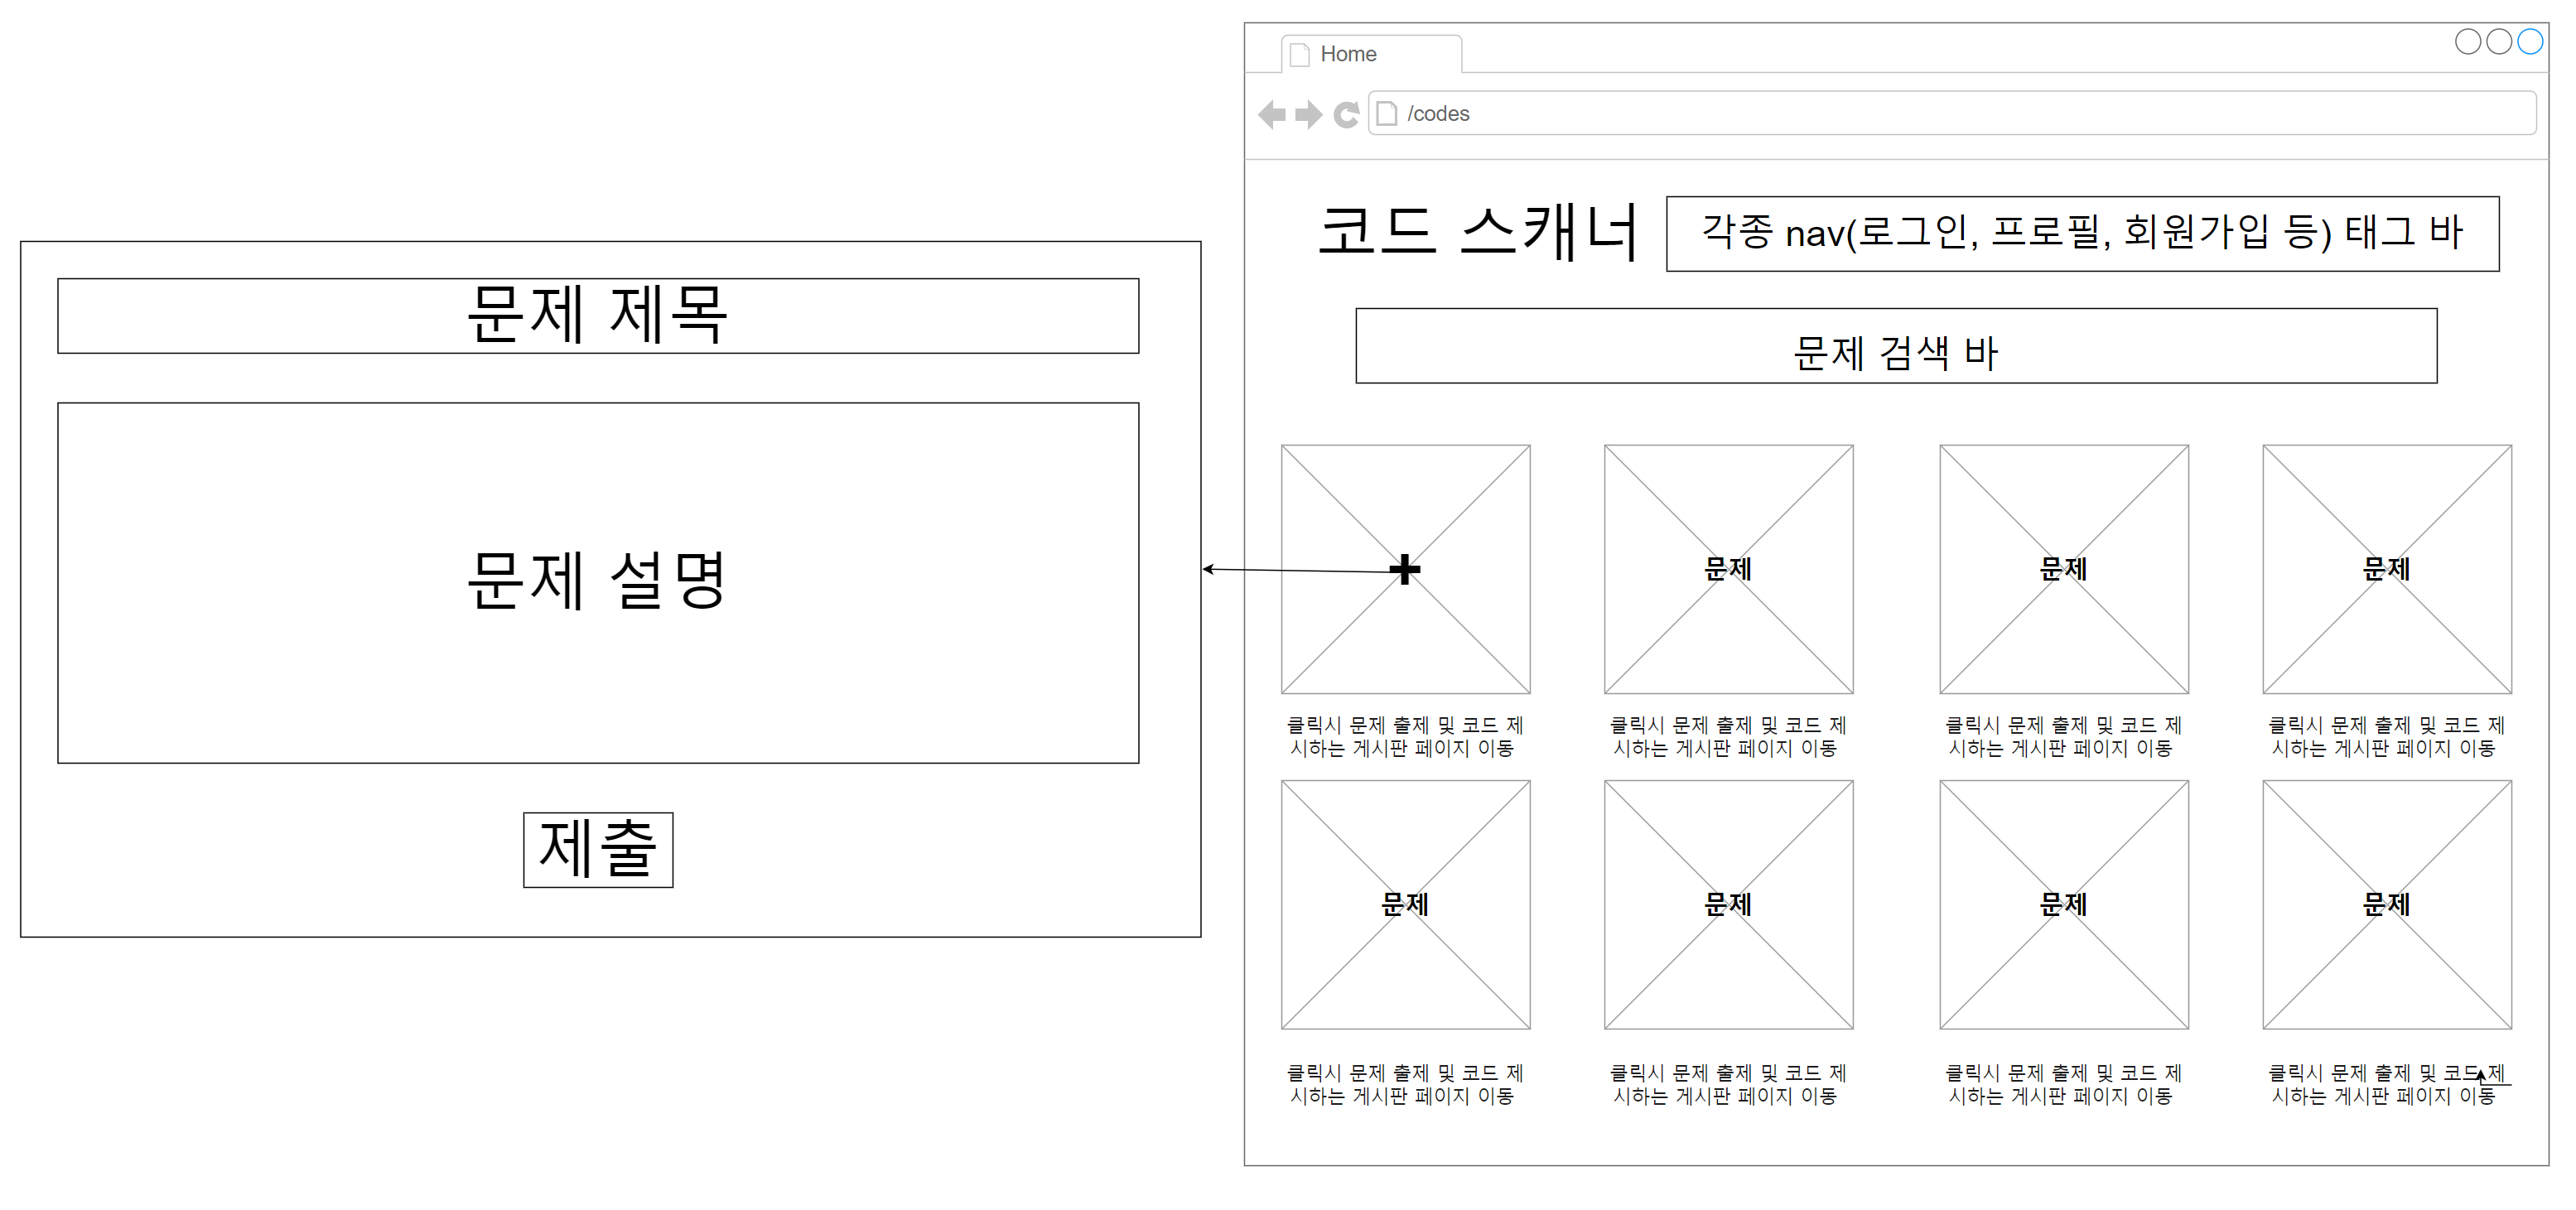 Home
/codes
코드 스캐너
각종 nav(로그인, 프로필, 회원가입 등) 태그 바
문제 검색 바
문제 제목
문제 설명
제출
문제
문제
문제
클릭시 문제 출제 및 코드 제
시하는 게시판 페이지 이동
클릭시 문제 출제 및 코드 제
시하는 게시판 페이지 이동
클릭시 문제 출제 및 코드 제
시하는 게시판 페이지 이동
클릭시 문제 출제 및 코드 제
시하는 게시판 페이지 이동
문제
문제
문제
문제
클릭시 문제 출제 및 코드 제
시하는 게시판 페이지 이동
클릭시 문제 출제 및 코드 제
시하는 게시판 페이지 이동
클릭시 문제 출제 및 코드 제
시하는 게시판 페이지 이동
클릭시 문제 출제 및 코드 제
시하는 게시판 페이지 이동